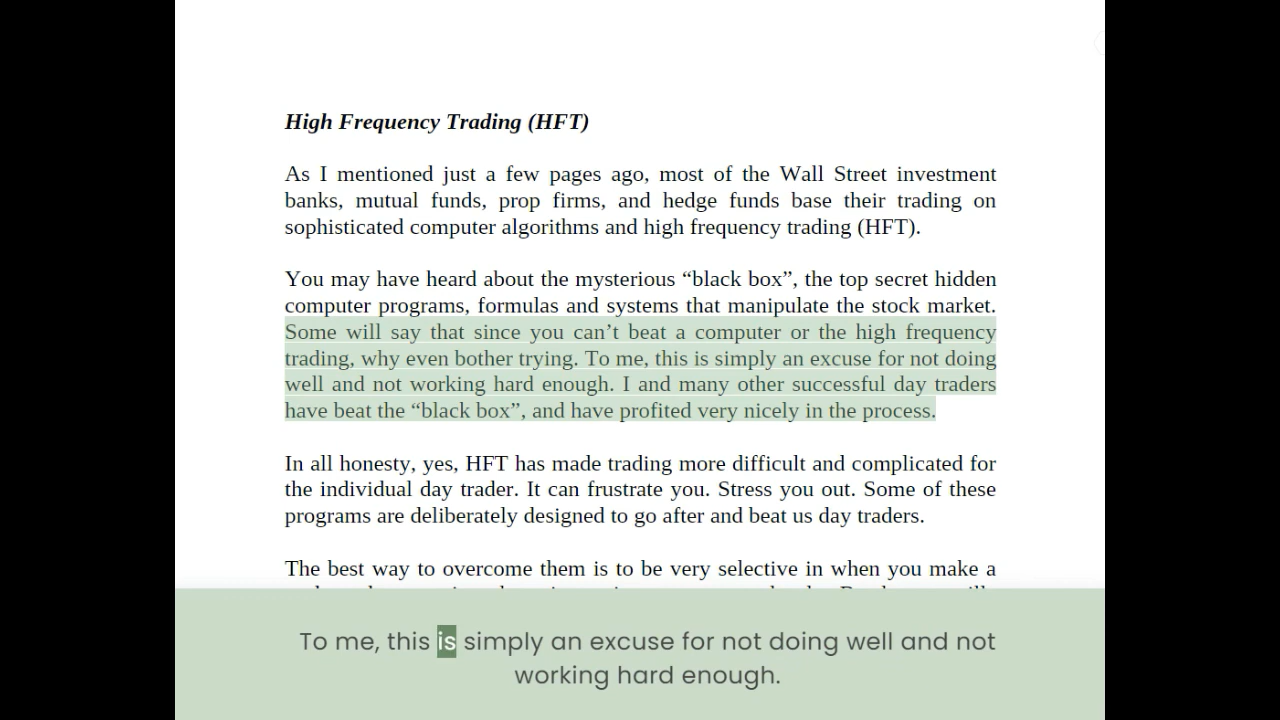 High Frequency Trading (HFT)
As I mentioned just a few pages ago, most of the Wall Street investment
banks, mutual funds, prop firms, and hedge funds base their trading on
sophisticated computer algorithms and high frequency trading (HFT).
You may have heard about the mysterious “black box”, the top secret hidden
computer programs, formulas and systems that manipulate the stock market.
Some will say that since you can’t beat a computer or the high frequency
trading, why even bother trying. To me, this is simply an excuse for not doing
well and not working hard enough. I and many other successful day traders
have beat the “black box”, and have profited very nicely in the process.
In all honesty, yes, HFT has made trading more difficult and complicated for
the individual day trader. It can frustrate you. Stress you out. Some of these
programs are deliberately designed to go after and beat us day traders.
The best way to overcome them is to be very selective in when you make a
To me, this is simply an excuse for not doing well and not
working hard enough.